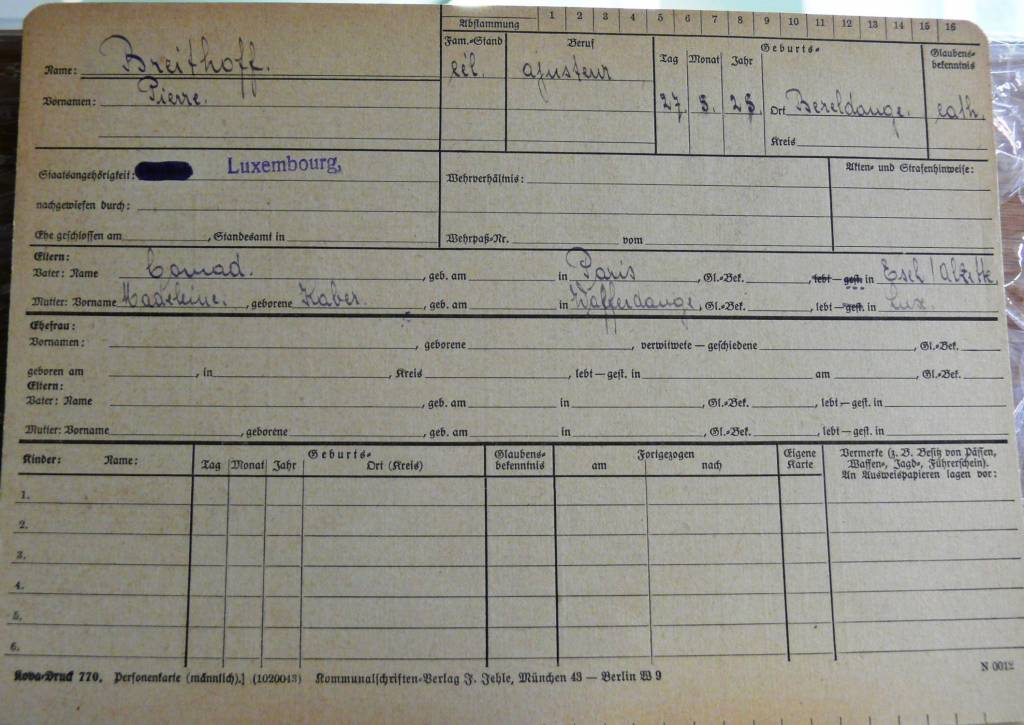 Abstammung 1 2 3 4 5 6 7 8 9 10 11 12 13 14 15 16
Fam.=Stand Beruf Geburts= Glaubens=
Tag Monat Jahr bekenntnis
Name: Breithoff. cél. ajusteur
Vornamen: Pierre. 27. Ort Bereldange. cath.
Kreis
Staatsangehörigkeit: Luxembourg, Wehrverhältnis: Akten= und Strafenhinweise:
nachgewiesen durch:
Ehe geschlossen am , Standesamt in Wehrpaß=Nr. vom
Eltern:
Vater: Name Conrad. , geb. am in Paris , Gl.=Bek. , lebt — gest. in Esch/Alzette
Mutter: Vorname Madeleine. geborene Kaber. , geb. am in Walferdange, Gl.=Bek. , lebt — gest. in Lux.
Ehefrau:
Vornamen: , geborene , verwitwete — geschiedene , Gl.=Bek.
geboren am , in , Kreis , lebt — gest. in am , Gl.=Bek.
Eltern:
Vater: Name , geb. am in , Gl.=Bek. , lebt — gest. in
Mutter: Vorname , geborene , geb. am in , Gl.=Bek. , lebt — gest. in
Kinder: Name: Geburts= Glaubens= Fortgezogen Eigene Vermerke (z. B. Besitz von Pässen,
Tag Monat Jahr Ort (Kreis) bekenntnis am nach Karte Waffen=, Jagd=, Führerschein).
An Ausweispapieren lagen vor:
1.
2.
3.
4.
5.
6.
Kova=Druck 770. Personenkarte (männlich).] (1020043) Kommunalschriften=Verlag J. Jehle, München 43 — Berlin W 9 N 0012